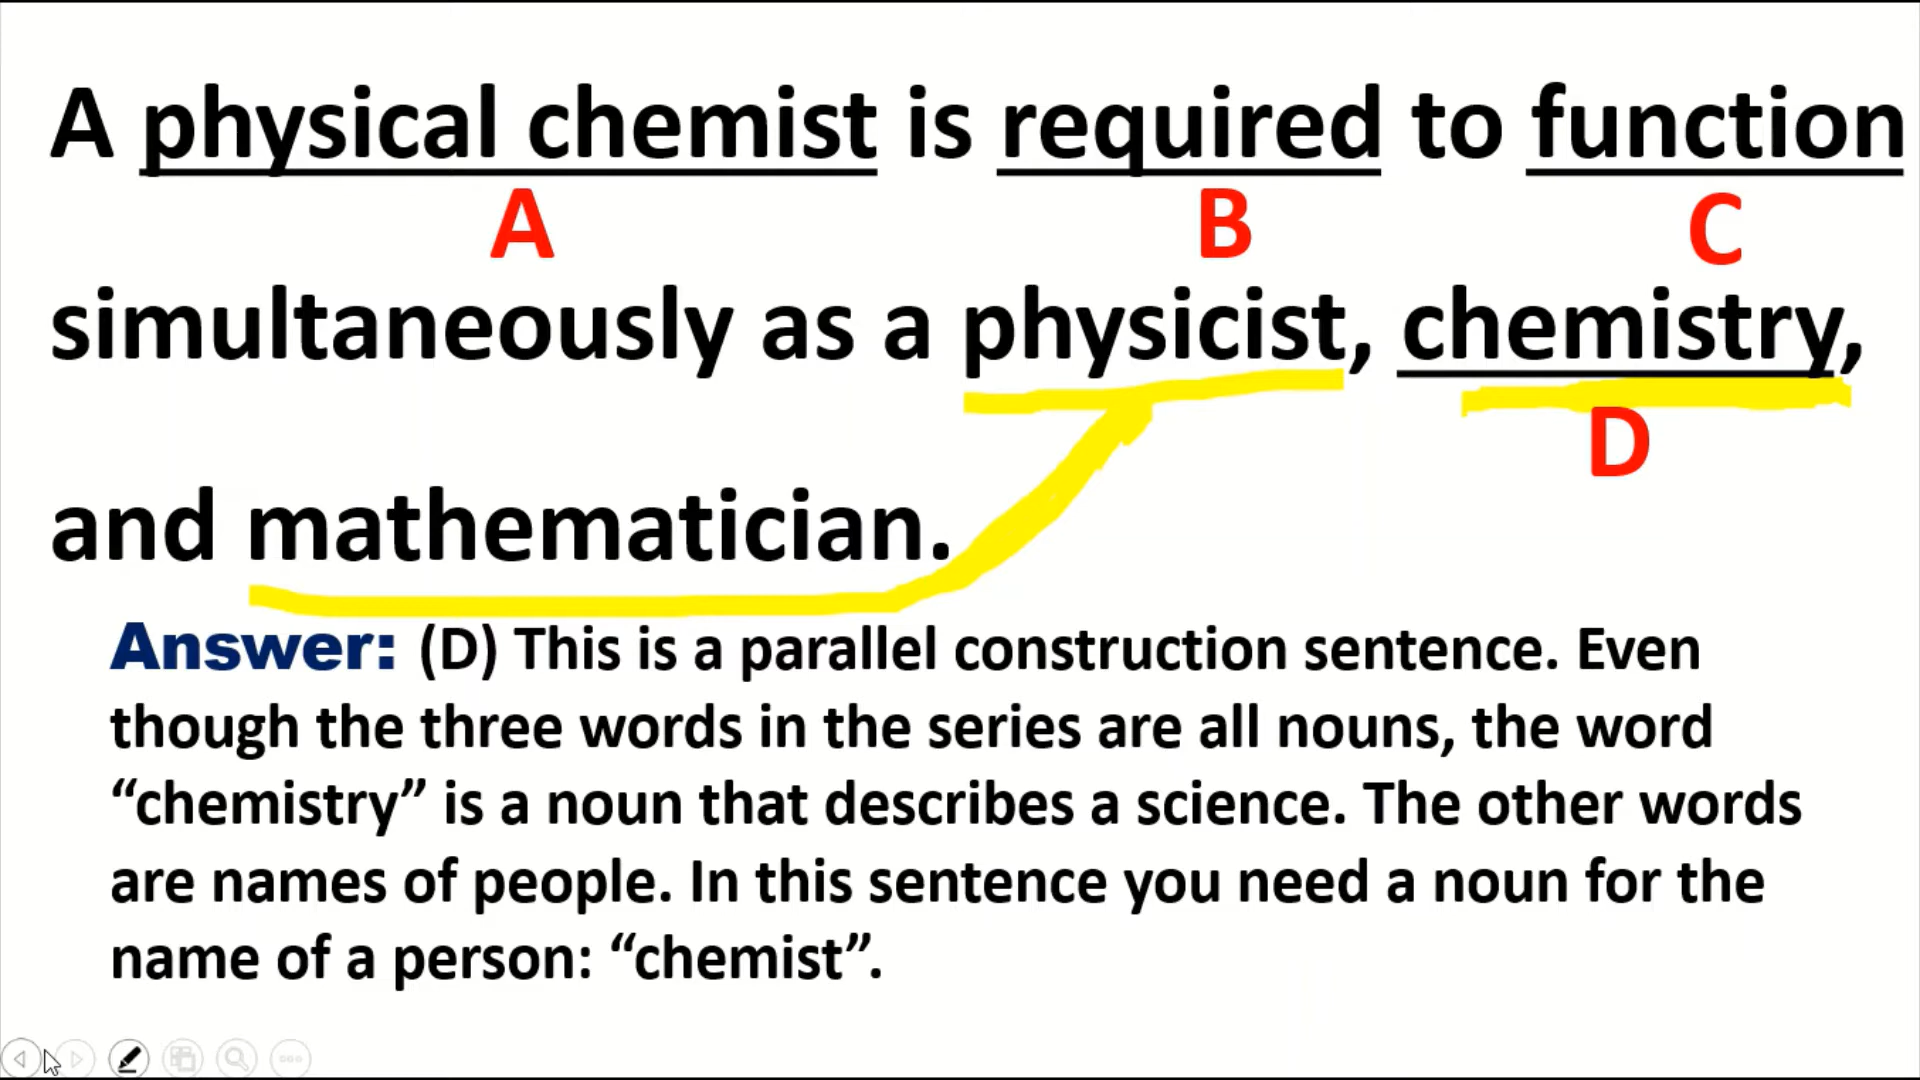 A physical chemist is required to function
A B C
simultaneously as a physicist, chemistry,
D
and mathematician.
Answer: (D) This is a parallel construction sentence. Even
though the three words in the series are all nouns, the word
“chemistry” is a noun that describes a science. The other words
are names of people. In this sentence you need a noun for the
name of a person: “chemist”.